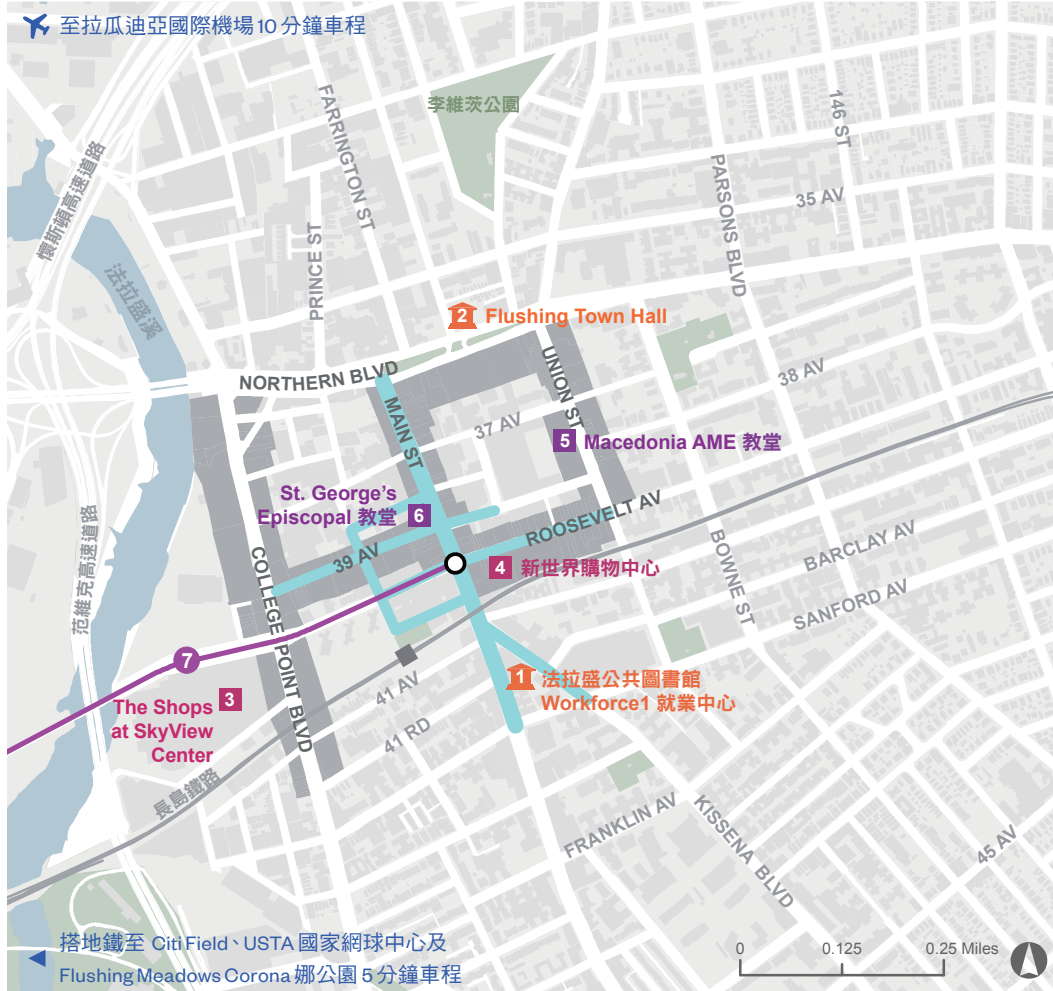 至拉瓜迪亞國際機場 10 分鐘車程
李維茨公園
FARRINGTON ST
146 ST
PARSONS BLVD
懷斯頓高速道路
35 AV
法拉盛溪
PRINCE ST
2 Flushing Town Hall
NORTHERN BLVD
UNION ST
38 AV
MAIN ST
37 AV
5 Macedonia AME 教堂
St. George's
Episcopal 教堂 6
ROOSEVELT AV
39 AV
4 新世界購物中心
范維克高速道路
COLLEGE POINT BLVD
BOWNE ST
BARCLAY AV
SANFORD AV
7
1 法拉盛公共圖書館
Workforce1 就業中心
41 AV
The Shops 3
at SkyView
Center
41 RD
長島鐵路
FRANKLIN AV
KISSENA BLVD
45 AV
搭地鐵至 Citi Field、USTA 國家網球中心及
Flushing Meadows Corona 娜公園 5 分鐘車程
0 0.125 0.25 Miles